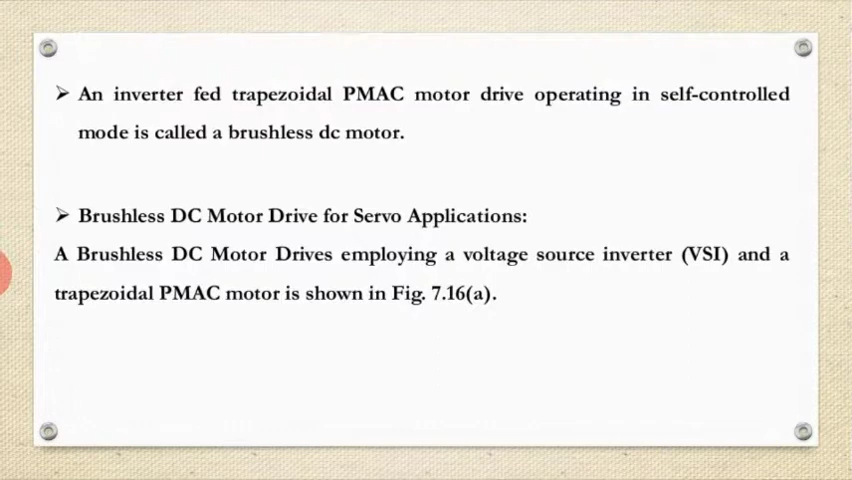 ➢ An inverter fed trapezoidal PMAC motor drive operating in self-controlled
mode is called a brushless dc motor.
➢ Brushless DC Motor Drive for Servo Applications:
A Brushless DC Motor Drives employing a voltage source inverter (VSI) and a
trapezoidal PMAC motor is shown in Fig. 7.16(a).